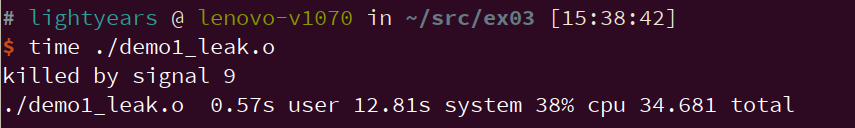 # lightyears @ lenovo-v1070 in ~/src/ex03 [15:38:42]
$ time ./demo1_leak.o
killed by signal 9
./demo1_leak.o  0.57s user 12.81s system 38% cpu 34.681 total